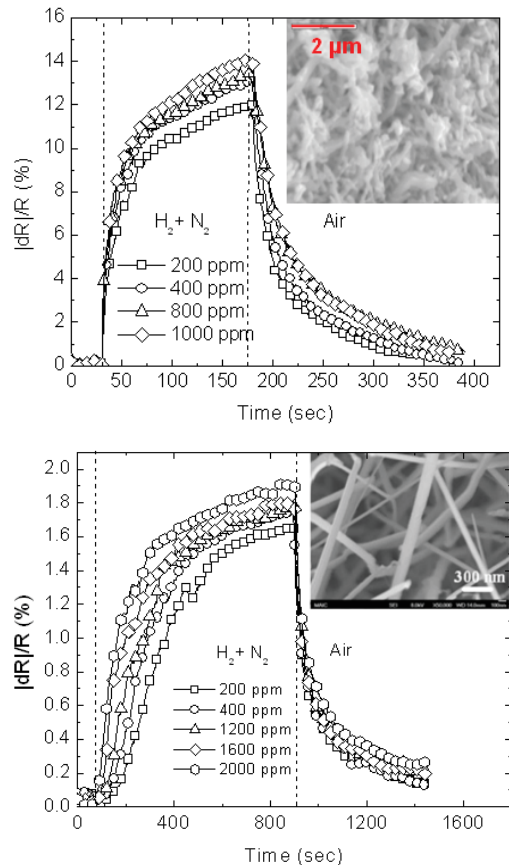 16
14
12
10
8
6
4
2
0
|dR|/R (%)
2 μm
H₂+ N₂
Air
200 ppm
400 ppm
800 ppm
1000 ppm
0 50 100 150 200 250 300 350 400
Time (sec)
2.0
1.8
1.6
1.4
1.2
1.0
0.8
0.6
0.4
0.2
0.0
|dR|/R (%)
300 nm
H₂+ N₂
Air
200 ppm
400 ppm
1200 ppm
1600 ppm
2000 ppm
0 400 800 1200 1600
Time (sec)